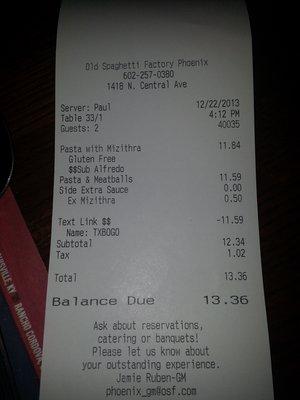 Old Spaghetti Factory Phoenix
602-257-0380
1418 N. Central Ave
Server: Paul 12/22/2013
Table 33/1 4:12 PM
Guests: 2 40035
Pasta with Mizithra 11.84
Gluten Free
$$Sub Alfredo
Pasta & Meatballs 11.59
Side Extra Sauce 0.00
Ex Mizithra 0.50
Text Link $$ -11.59
Name: TXBOGO
Subtotal 12.34
Tax 1.02
Total 13.36
Balance Due 13.36
Ask about reservations,
catering or banquets!
Please let us know about
your outstanding experience.
Jamie Ruben-GM
phoenix_gm@osf.com
UISVILLE, KY
RANCHO CORDOVA